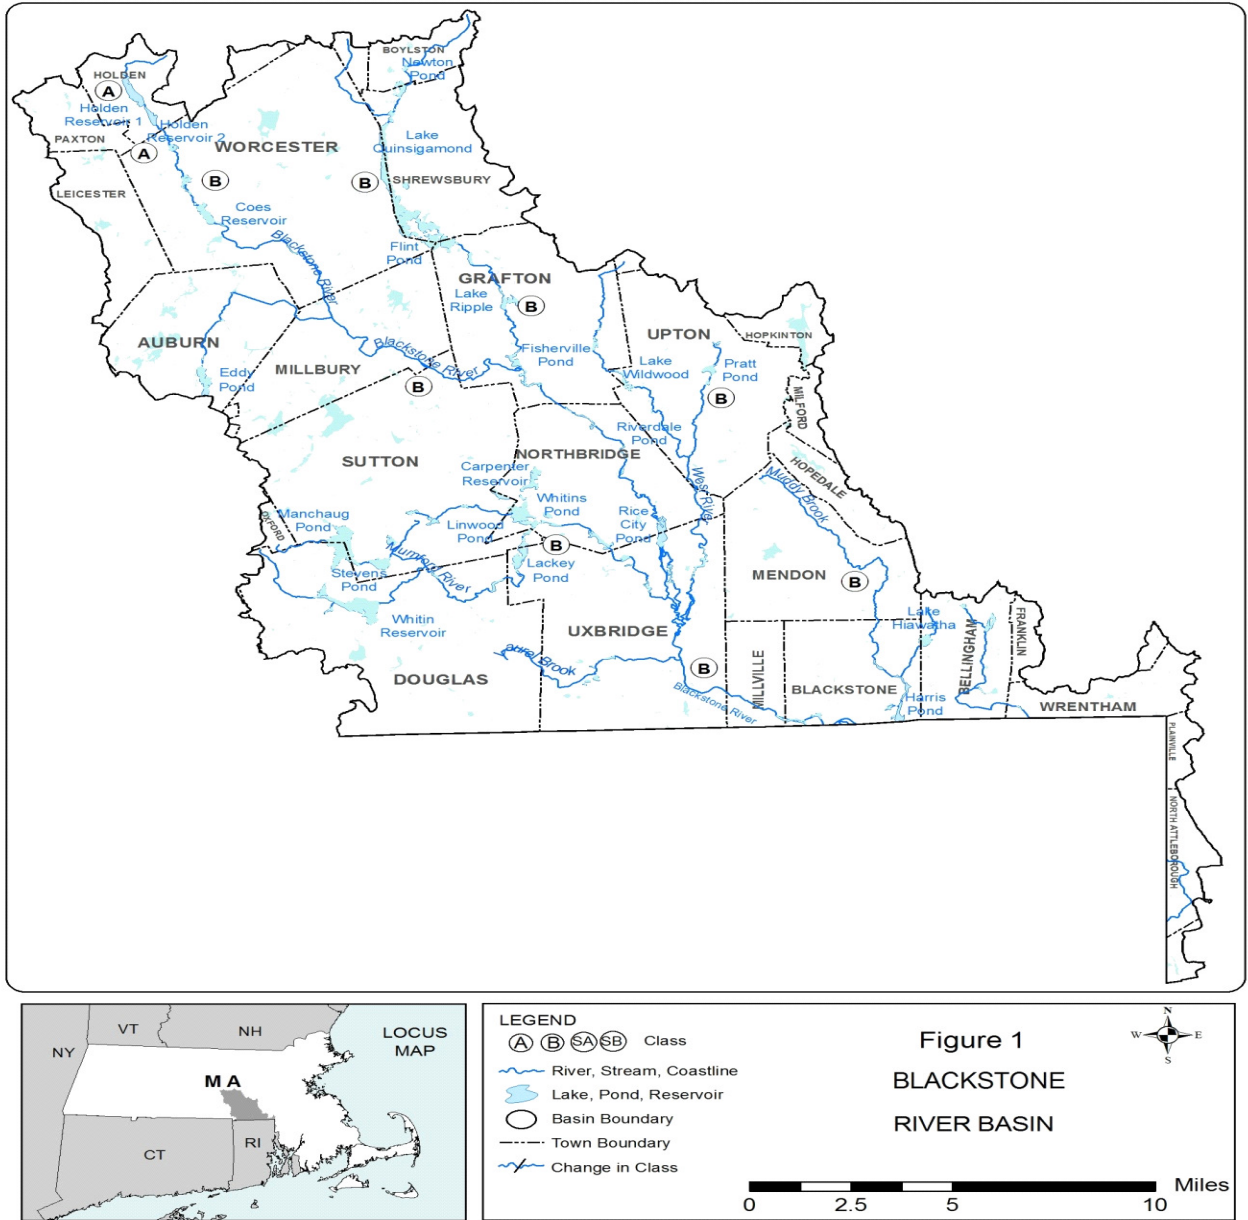 BOYLSTON
Newton
Pond
HOLDEN
A
Holden
Reservoir 1
Holden
Reservoir 2
PAXTON
A
WORCESTER
Lake
Quinsigamond
B
B
SHREWSBURY
LEICESTER
Coes
Reservoir
Blackstone River
Flint
Pond
GRAFTON
Lake
Ripple
B
AUBURN
Eddy
Pond
MILLBURY
Blackstone River
B
Fisherville
Pond
UPTON
HOPKINTON
Lake
Wildwood
Pratt
Pond
B
MILFORD
HOPEDALE
Riverdale
Pond
NORTHBRIDGE
SUTTON
Carpenter
Reservoir
Whitins
Pond
Rice
City
Pond
West River
Muddy Brook
OXFORD
Manchaug
Pond
Linwood
Pond
B
Lackey
Pond
Mumford River
Stevens
Pond
Whitin
Reservoir
MENDON
B
Lake
Hiawatha
BELLINGHAM
FRANKLIN
UXBRIDGE
aurel Brook
DOUGLAS
B
Blackstone River
MILLVILLE
BLACKSTONE
Harris
Pond
WRENTHAM
PLAINVILLE
NORTH ATTLEBOROUGH
NY
VT
NH
MA
CT
RI
LOCUS
MAP
LEGEND
A B SA SB Class
River, Stream, Coastline
Lake, Pond, Reservoir
Basin Boundary
Town Boundary
Change in Class
Figure 1
BLACKSTONE
RIVER BASIN
N
W E
S
Miles
0 2.5 5 10